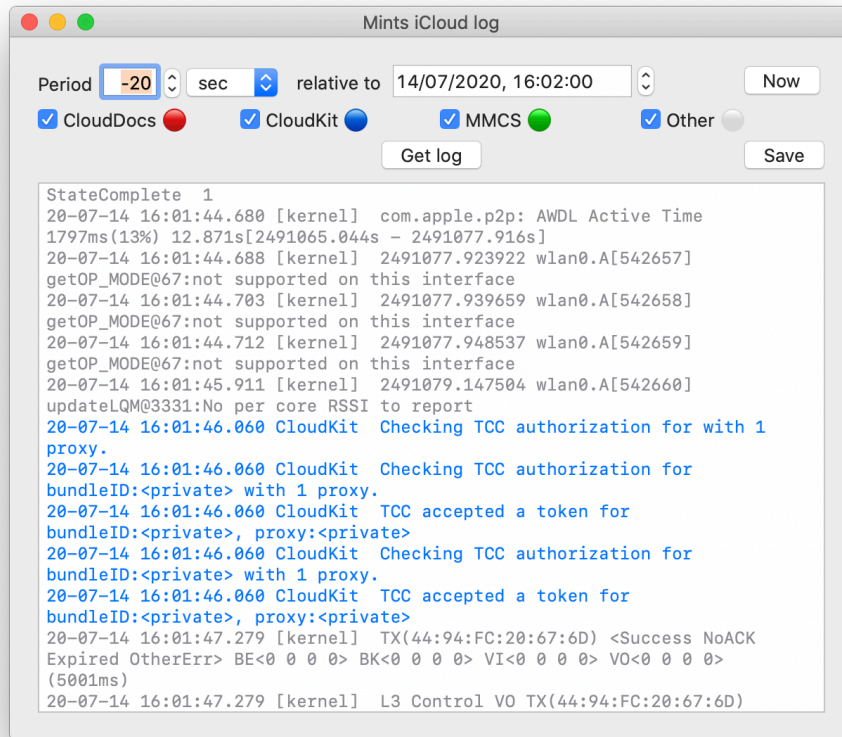 Mints iCloud log
Period -20 sec relative to 14/07/2020, 16:02:00 Now
CloudDocs CloudKit MMCS Other
Get log Save
StateComplete  1
20-07-14 16:01:44.680 [kernel]  com.apple.p2p: AWDL Active Time
1797ms(13%) 12.871s[2491065.044s - 2491077.916s]
20-07-14 16:01:44.688 [kernel]  2491077.923922 wlan0.A[542657]
getOP_MODE@67:not supported on this interface
20-07-14 16:01:44.703 [kernel]  2491077.939659 wlan0.A[542658]
getOP_MODE@67:not supported on this interface
20-07-14 16:01:44.712 [kernel]  2491077.948537 wlan0.A[542659]
getOP_MODE@67:not supported on this interface
20-07-14 16:01:45.911 [kernel]  2491079.147504 wlan0.A[542660]
updateLQM@3331:No per core RSSI to report
20-07-14 16:01:46.060 CloudKit  Checking TCC authorization for with 1
proxy.
20-07-14 16:01:46.060 CloudKit  Checking TCC authorization for
bundleID:<private> with 1 proxy.
20-07-14 16:01:46.060 CloudKit  TCC accepted a token for
bundleID:<private>, proxy:<private>
20-07-14 16:01:46.060 CloudKit  Checking TCC authorization for
bundleID:<private> with 1 proxy.
20-07-14 16:01:46.060 CloudKit  TCC accepted a token for
bundleID:<private>, proxy:<private>
20-07-14 16:01:47.279 [kernel]  TX(44:94:FC:20:67:6D) <Success NoACK
Expired OtherErr> BE<0 0 0 0> BK<0 0 0 0> VI<0 0 0 0> VO<0 0 0 0>
(5001ms)
20-07-14 16:01:47.279 [kernel]  L3 Control VO TX(44:94:FC:20:67:6D)